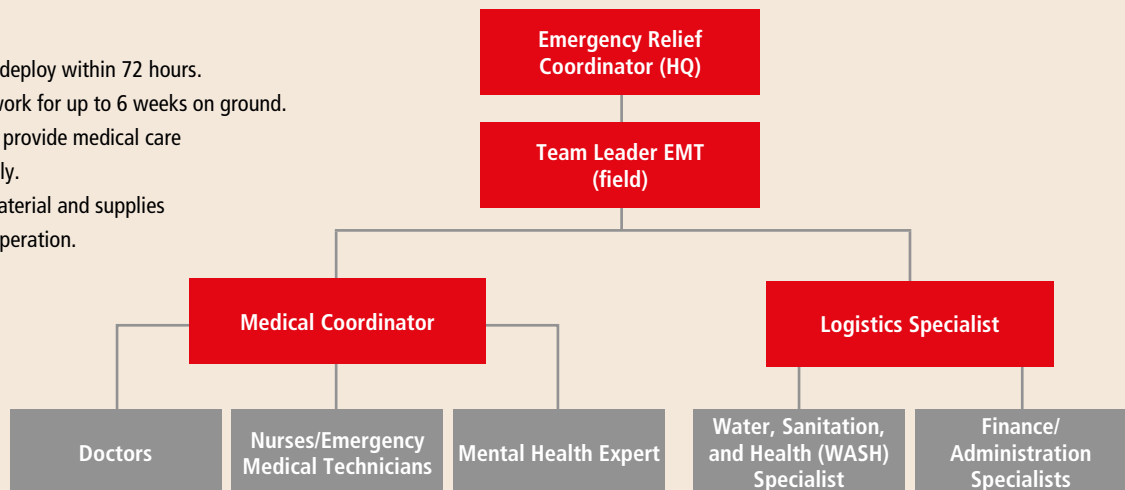 deploy within 72 hours.
work for up to 6 weeks on ground.
provide medical care
ly.
aterial and supplies
peration.
Emergency Relief
Coordinator (HQ)
Team Leader EMT
(field)
Medical Coordinator
Logistics Specialist
Doctors
Nurses/Emergency
Medical Technicians
Mental Health Expert
Water, Sanitation,
and Health (WASH)
Specialist
Finance/
Administration
Specialists